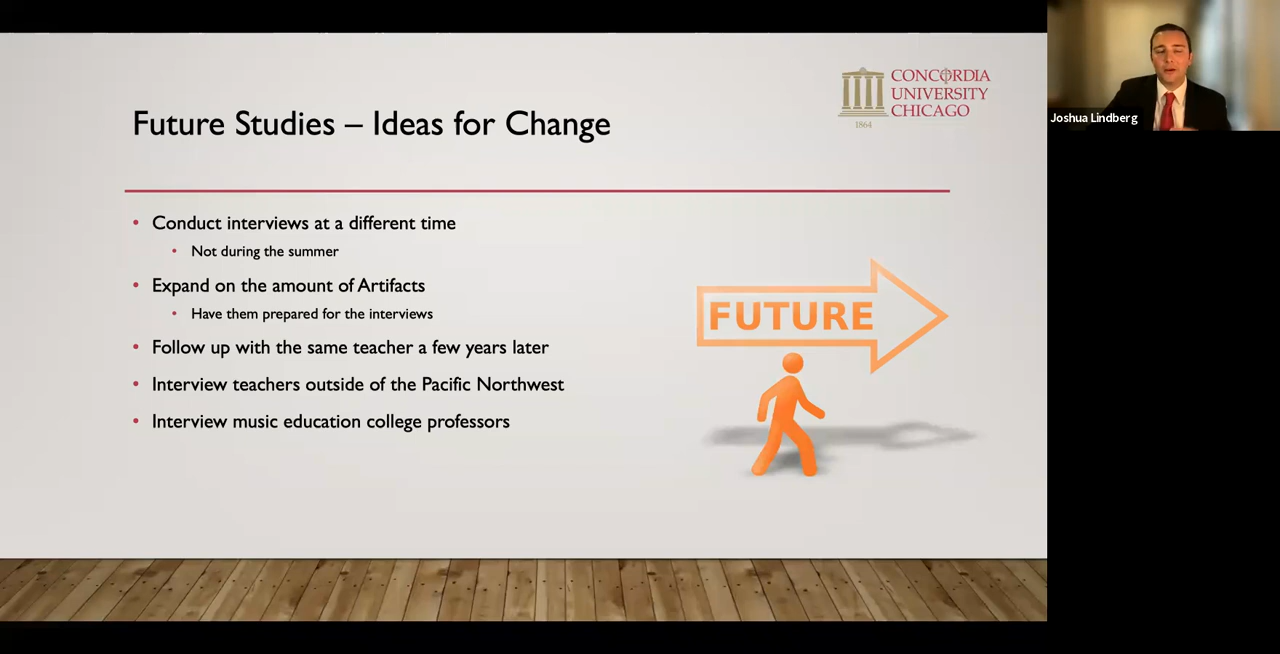 CONCORDIA
UNIVERSITY
CHICAGO
1864
Future Studies – Ideas for Change
Joshua Lindberg
• Conduct interviews at a different time
• Not during the summer
• Expand on the amount of Artifacts
• Have them prepared for the interviews
• Follow up with the same teacher a few years later
• Interview teachers outside of the Pacific Northwest
• Interview music education college professors
FUTURE